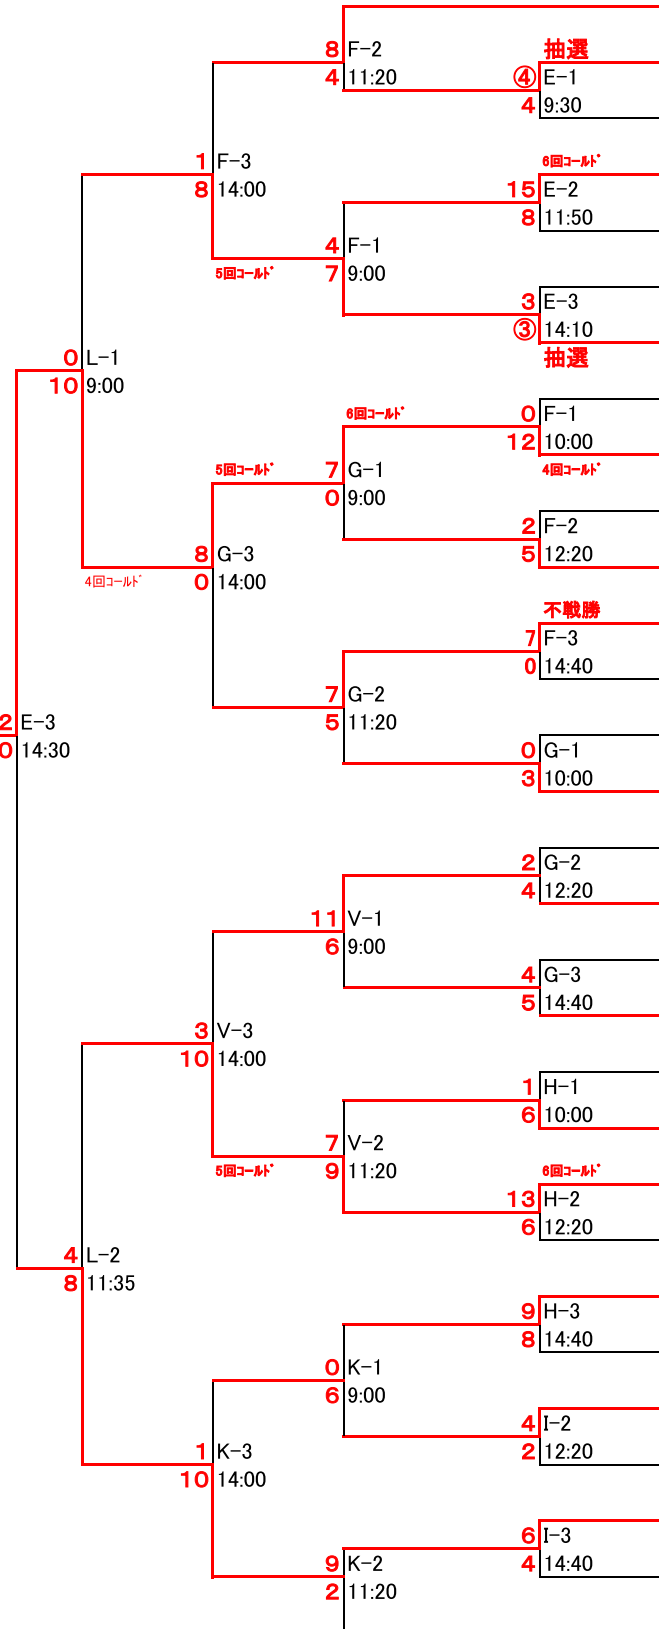 8 F-2 抽選
4 11:20 ④ E-1
4 9:30
1 F-3 6回ｺｰﾙﾄﾞ
8 14:00 15 E-2
8 11:50
4 F-1
5回ｺｰﾙﾄﾞ 7 9:00
3 E-3
③ 14:10
0 L-1 抽選
10 9:00
6回ｺｰﾙﾄﾞ 0 F-1
12 10:00
5回ｺｰﾙﾄﾞ 7 G-1 4回ｺｰﾙﾄﾞ
0 9:00
2 F-2
8 G-3 5 12:20
4回ｺｰﾙﾄﾞ 0 14:00
不戦勝
7 F-3
0 14:40
7 G-2
2 E-3 5 11:20
0 14:30 0 G-1
3 10:00
2 G-2
4 12:20
11 V-1
6 9:00
4 G-3
5 14:40
3 V-3
10 14:00
1 H-1
6 10:00
7 V-2
5回ｺｰﾙﾄﾞ 9 11:20 6回ｺｰﾙﾄﾞ
13 H-2
6 12:20
4 L-2
8 11:35
9 H-3
8 14:40
0 K-1
6 9:00
4 I-2
1 K-3 2 12:20
10 14:00
6 I-3
9 K-2 4 14:40
2 11:20